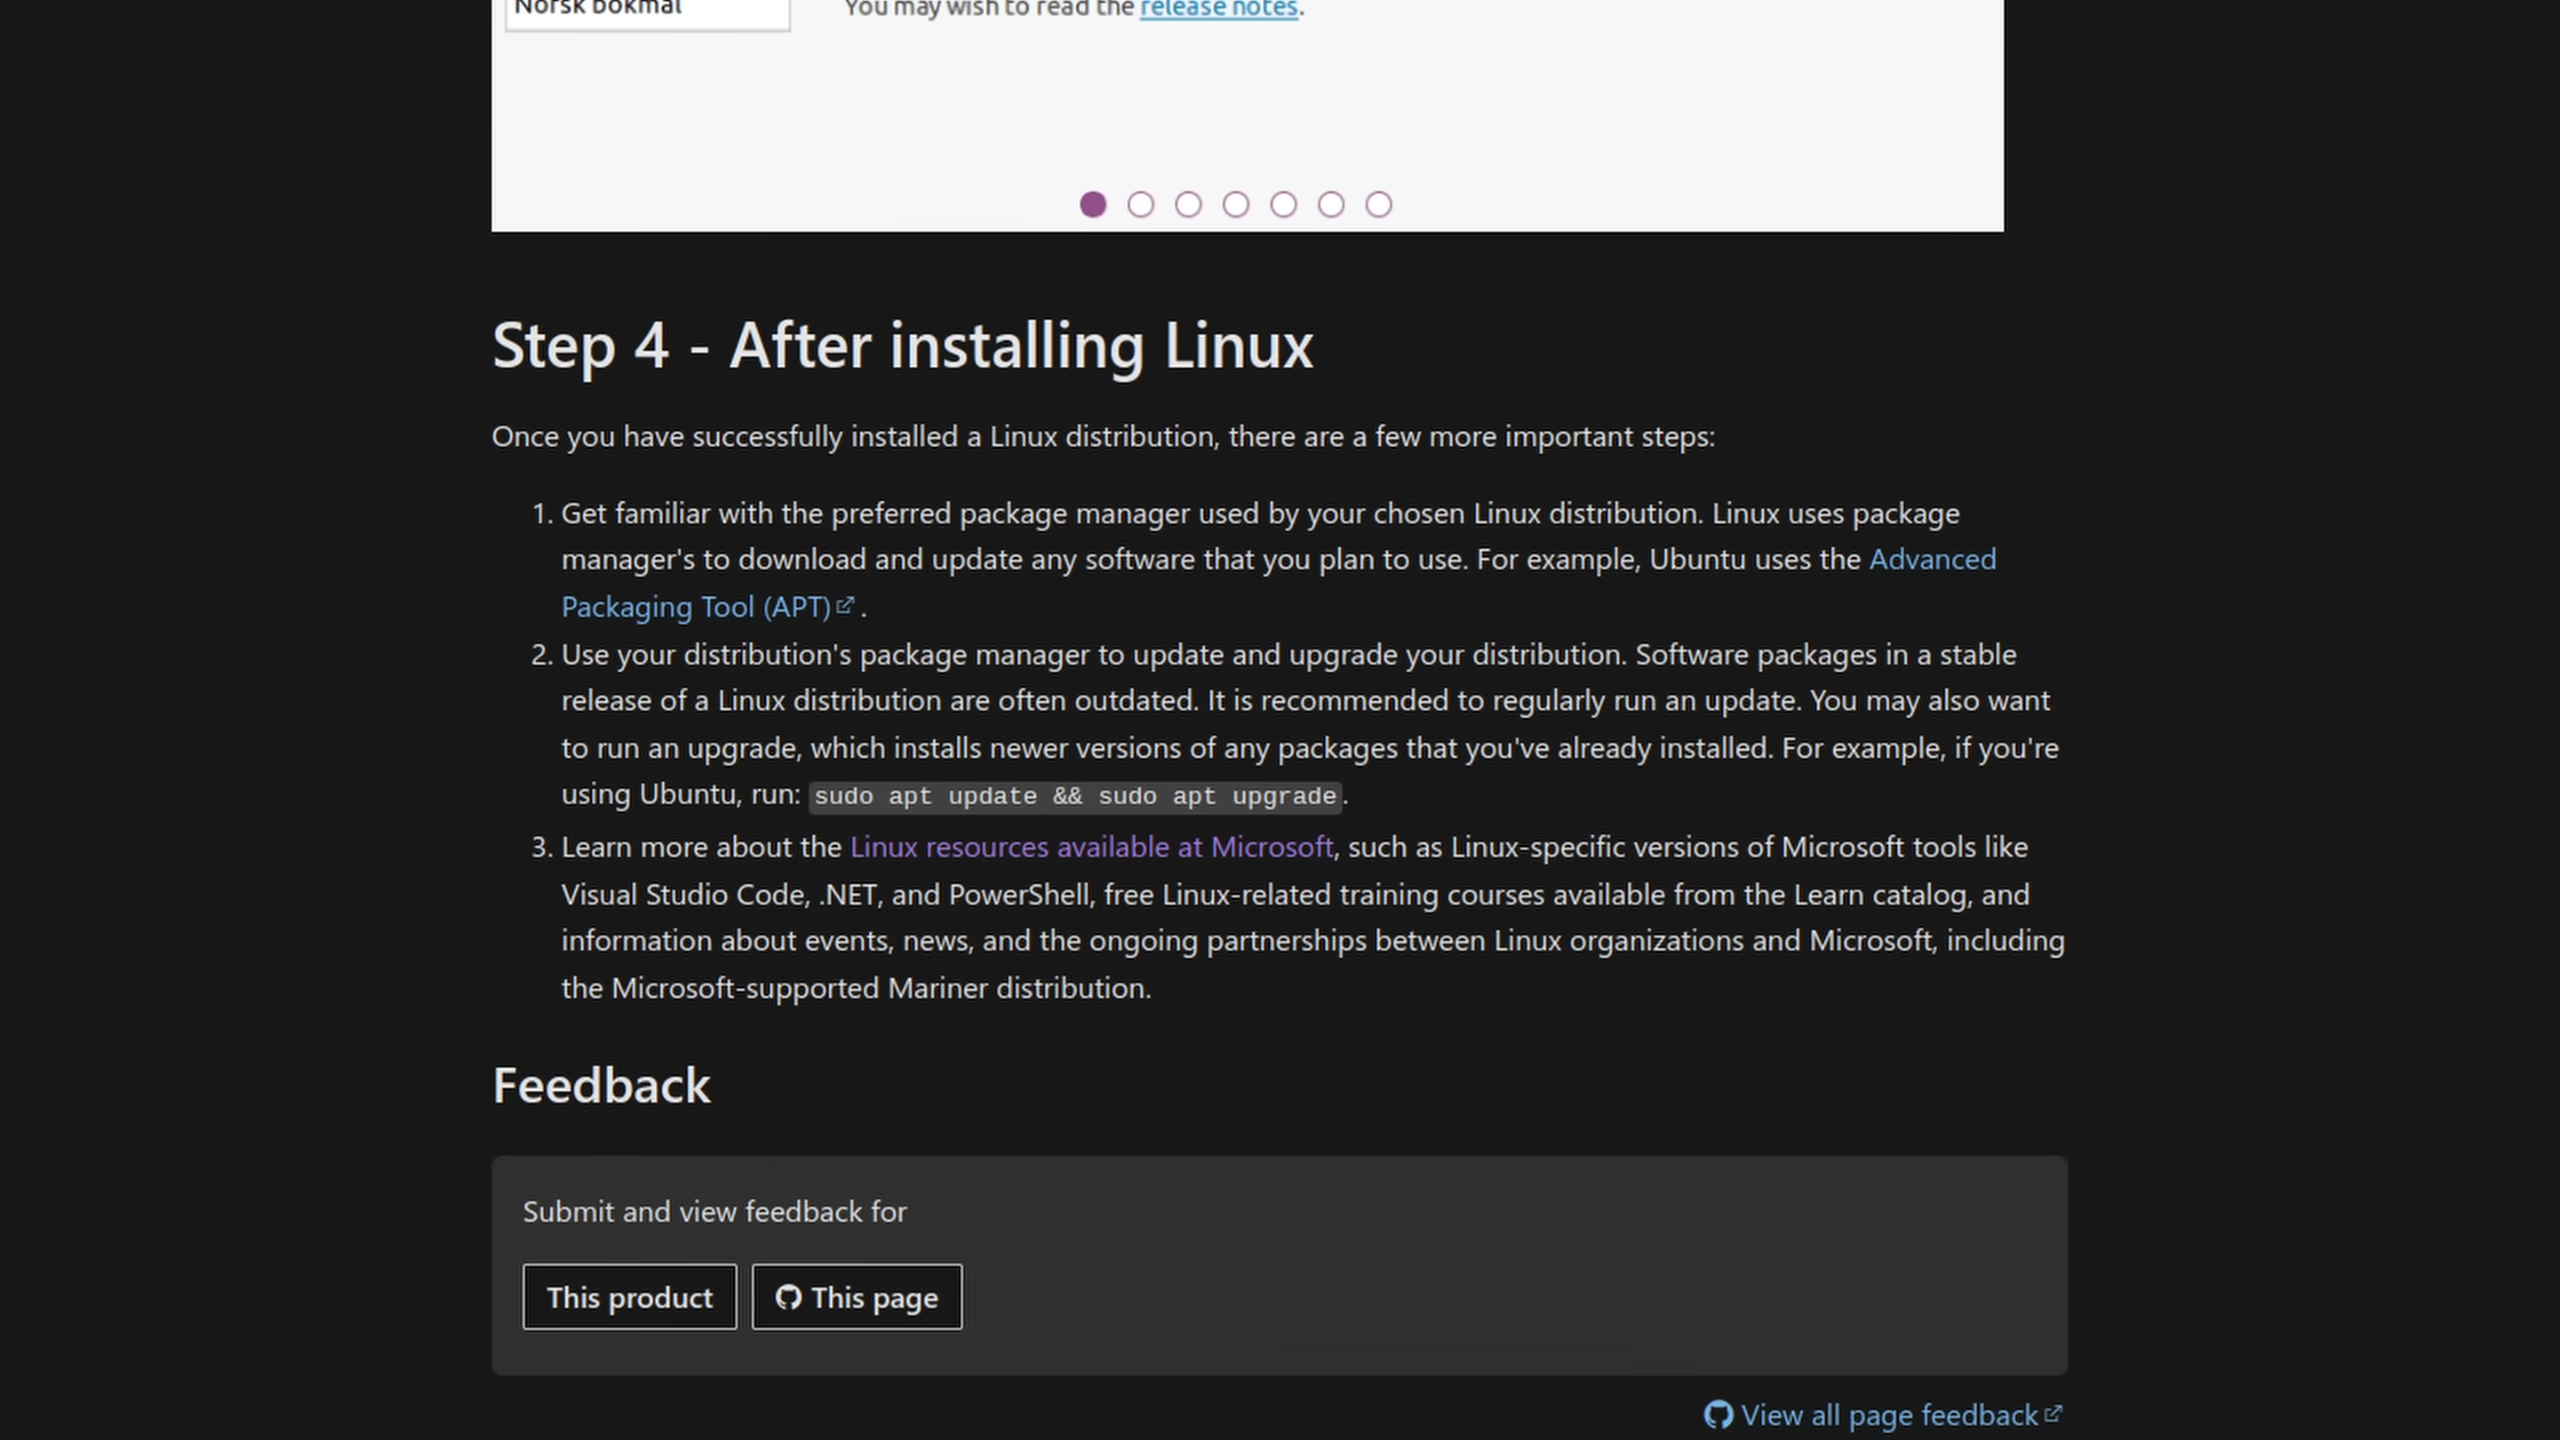 Norsk bokmål
You may wish to read the release notes.
Step 4 - After installing Linux
Once you have successfully installed a Linux distribution, there are a few more important steps:
1. Get familiar with the preferred package manager used by your chosen Linux distribution. Linux uses package
manager's to download and update any software that you plan to use. For example, Ubuntu uses the Advanced
Packaging Tool (APT) .
2. Use your distribution's package manager to update and upgrade your distribution. Software packages in a stable
release of a Linux distribution are often outdated. It is recommended to regularly run an update. You may also want
to run an upgrade, which installs newer versions of any packages that you've already installed. For example, if you're
using Ubuntu, run: sudo apt update && sudo apt upgrade.
3. Learn more about the Linux resources available at Microsoft, such as Linux-specific versions of Microsoft tools like
Visual Studio Code, .NET, and PowerShell, free Linux-related training courses available from the Learn catalog, and
information about events, news, and the ongoing partnerships between Linux organizations and Microsoft, including
the Microsoft-supported Mariner distribution.
Feedback
Submit and view feedback for
This product
This page
View all page feedback